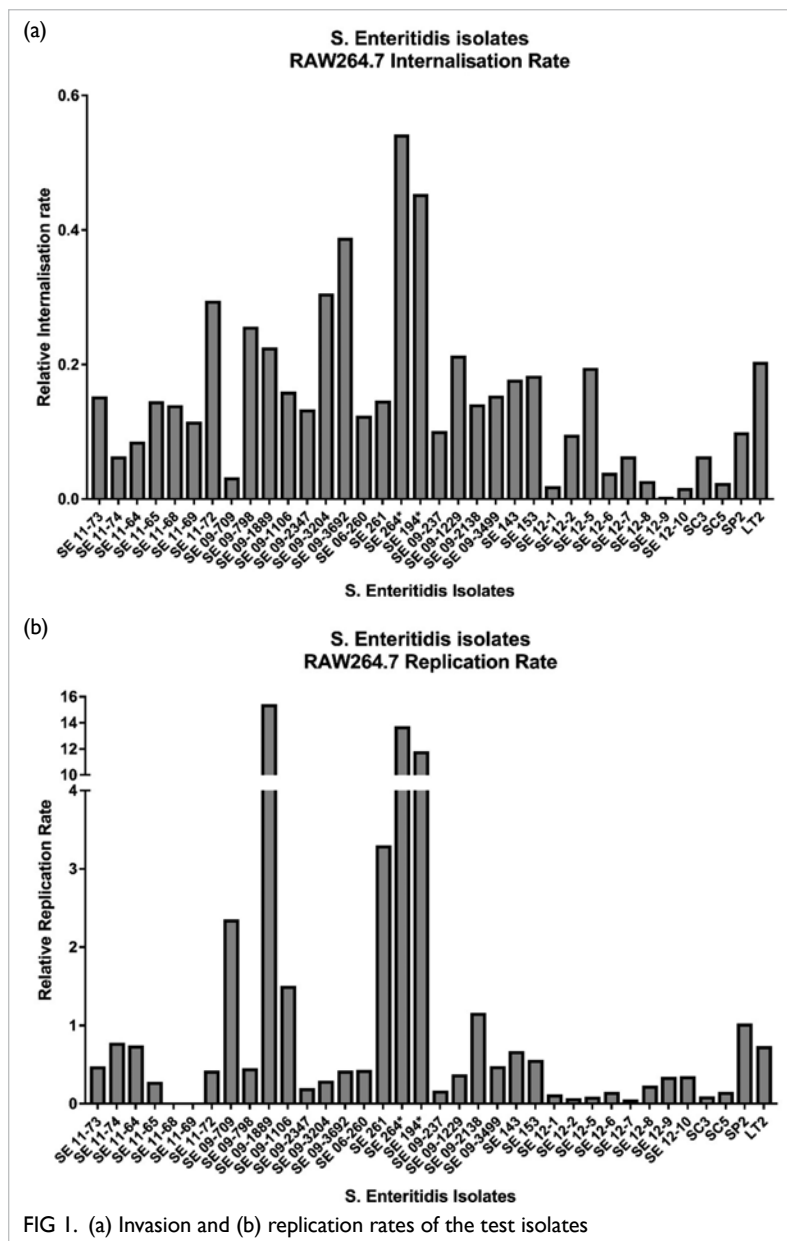 (a)
S. Enteritidis isolates
RAW264.7 Internalisation Rate
Relative Internalisation rate
0.6
0.4
0.2
0.0
SE 11-73
SE 11-74
SE 11-64
SE 11-65
SE 11-68
SE 11-69
SE 11-72
SE 09-709
SE 09-798
SE 09-1889
SE 09-1106
SE 09-2347
SE 09-3204
SE 09-3692
SE 06-260
SE 261
SE 264*
SE 194*
SE 09-237
SE 09-1229
SE 09-2138
SE 09-3499
SE 143
SE 153
SE 12-1
SE 12-2
SE 12-5
SE 12-6
SE 12-7
SE 12-8
SE 12-9
SE 12-10
SC3
SC5
SP2
LT2
S. Enteritidis Isolates
(b)
S. Enteritidis isolates
RAW264.7 Replication Rate
Relative Replication Rate
16
14
12
10
4
3
2
1
0
SE 11-73
SE 11-74
SE 11-64
SE 11-65
SE 11-68
SE 11-69
SE 11-72
SE 09-709
SE 09-798
SE 09-1889
SE 09-1106
SE 09-2347
SE 09-3204
SE 09-3692
SE 06-260
SE 261
SE 264*
SE 194*
SE 09-237
SE 09-1229
SE 09-2138
SE 09-3499
SE 143
SE 153
SE 12-1
SE 12-2
SE 12-5
SE 12-6
SE 12-7
SE 12-8
SE 12-9
SE 12-10
SC3
SC5
SP2
LT2
S. Enteritidis Isolates
FIG 1. (a) Invasion and (b) replication rates of the test isolates